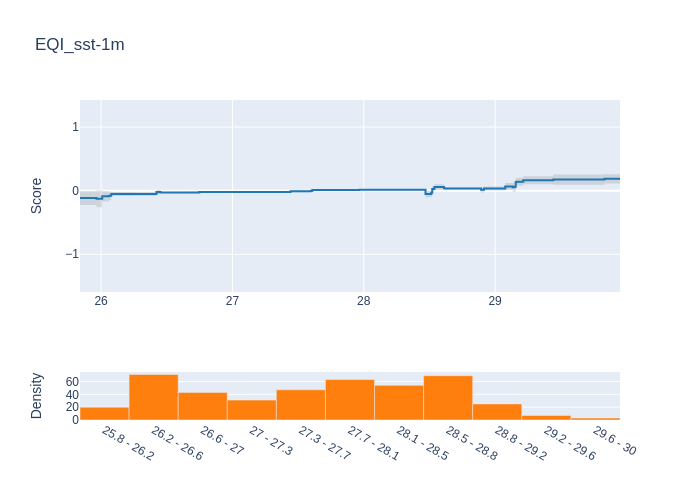 EQI_sst-1m
Score
1
0
−1
26
27
28
29
Density
60
40
20
0
25.8 - 26.2
26.2 - 26.6
26.6 - 27
27 - 27.3
27.3 - 27.7
27.7 - 28.1
28.1 - 28.5
28.5 - 28.8
28.8 - 29.2
29.2 - 29.6
29.6 - 30